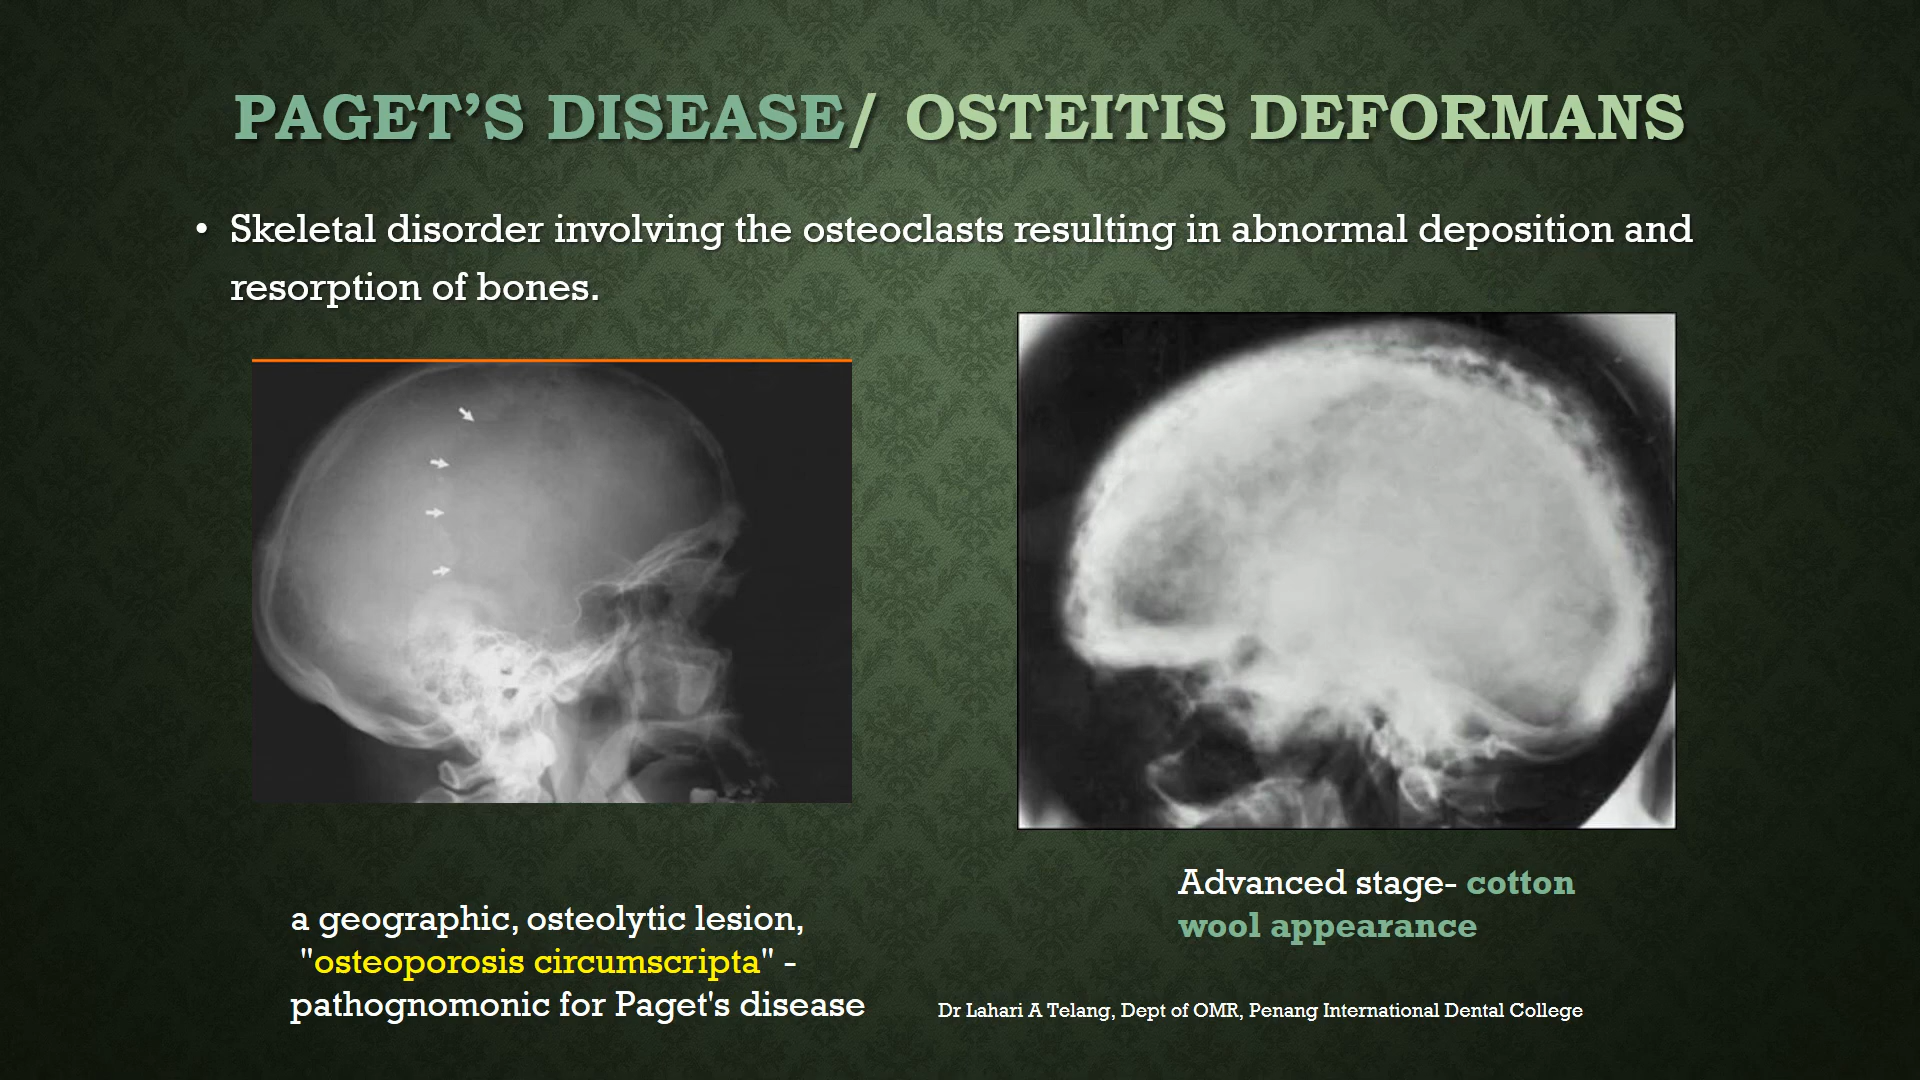 PAGET’S DISEASE/ OSTEITIS DEFORMANS
• Skeletal disorder involving the osteoclasts resulting in abnormal deposition and
resorption of bones.
a geographic, osteolytic lesion,
"osteoporosis circumscripta" -
pathognomonic for Paget's disease
Advanced stage- cotton
wool appearance
Dr Lahari A Telang, Dept of OMR, Penang International Dental College